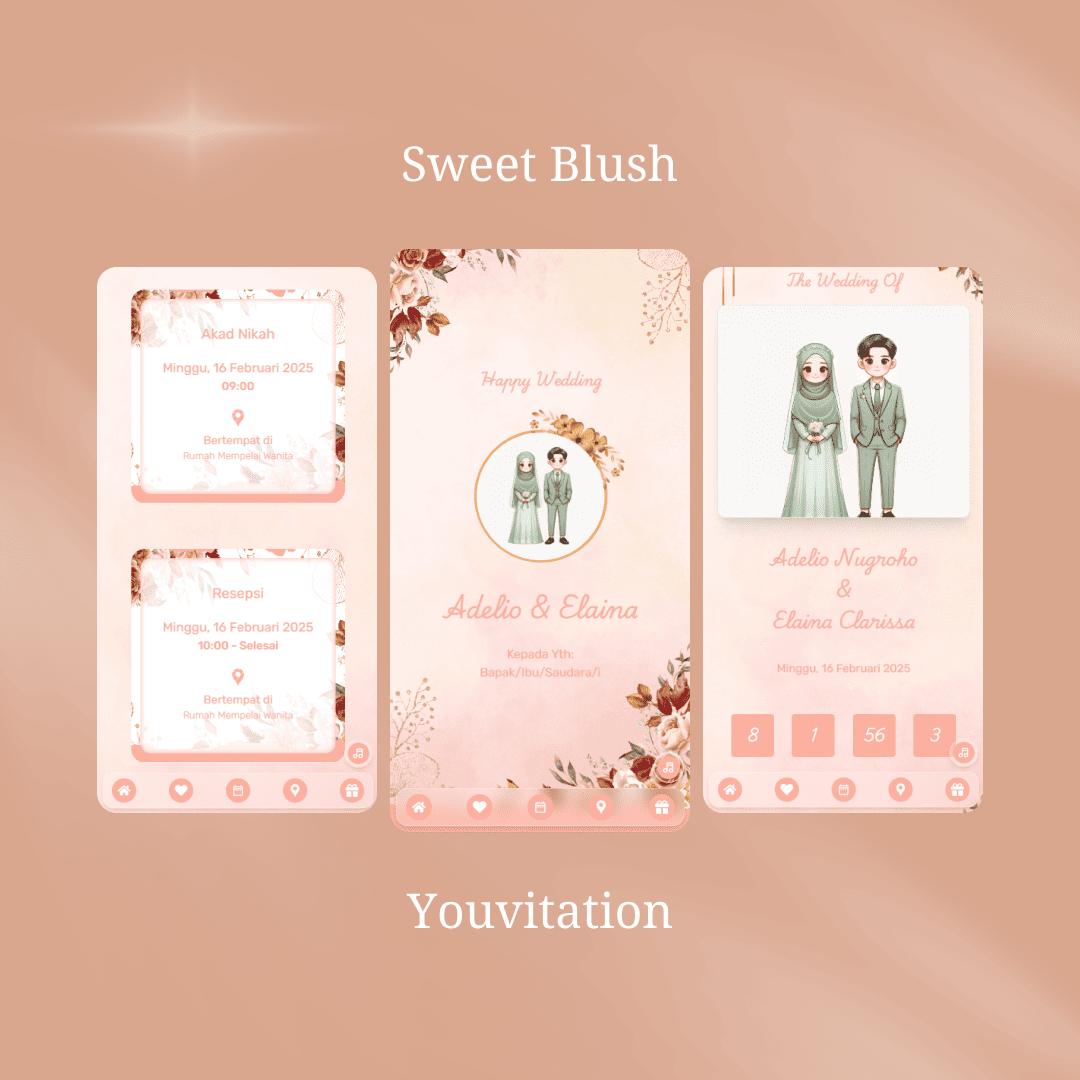 Sweet Blush
Akad Nikah
Minggu, 16 Februari 2025
09:00
Bertempat di
Rumah Mempelai Wanita
Resepsi
Minggu, 16 Februari 2025
10:00 - Selesai
Bertempat di
Rumah Mempelai Wanita
Happy Wedding
Adelio & Elaina
Kepada Yth:
Bapak/Ibu/Saudara/i
The Wedding Of
Adelio Nugroho
&
Elaina Clarissa
Minggu, 16 Februari 2025
8 1 56 3
Youvitation